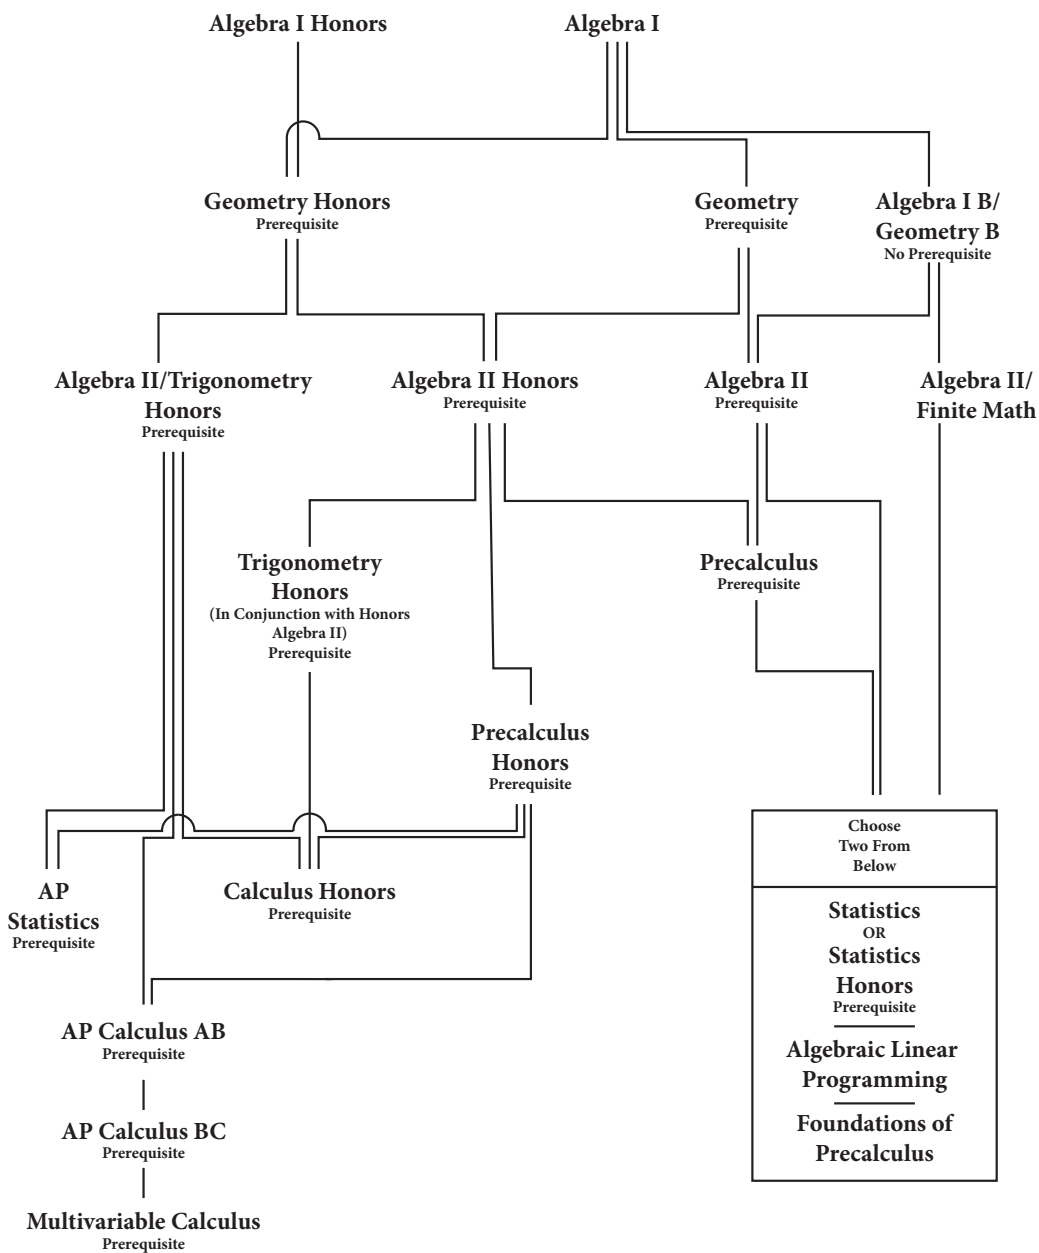 Algebra I Honors
Algebra I
Geometry Honors
Prerequisite
Geometry
Prerequisite
Algebra I B/
Geometry B
No Prerequisite
Algebra II/Trigonometry
Honors
Prerequisite
Algebra II Honors
Prerequisite
Algebra II
Prerequisite
Algebra II/
Finite Math
Trigonometry
Honors
(In Conjunction with Honors
Algebra II)
Prerequisite
Precalculus
Prerequisite
Precalculus
Honors
Prerequisite
AP
Statistics
Prerequisite
Calculus Honors
Prerequisite
Choose
Two From
Below
Statistics
OR
Statistics
Honors
Prerequisite
Algebraic Linear
Programming
Foundations of
Precalculus
AP Calculus AB
Prerequisite
AP Calculus BC
Prerequisite
Multivariable Calculus
Prerequisite